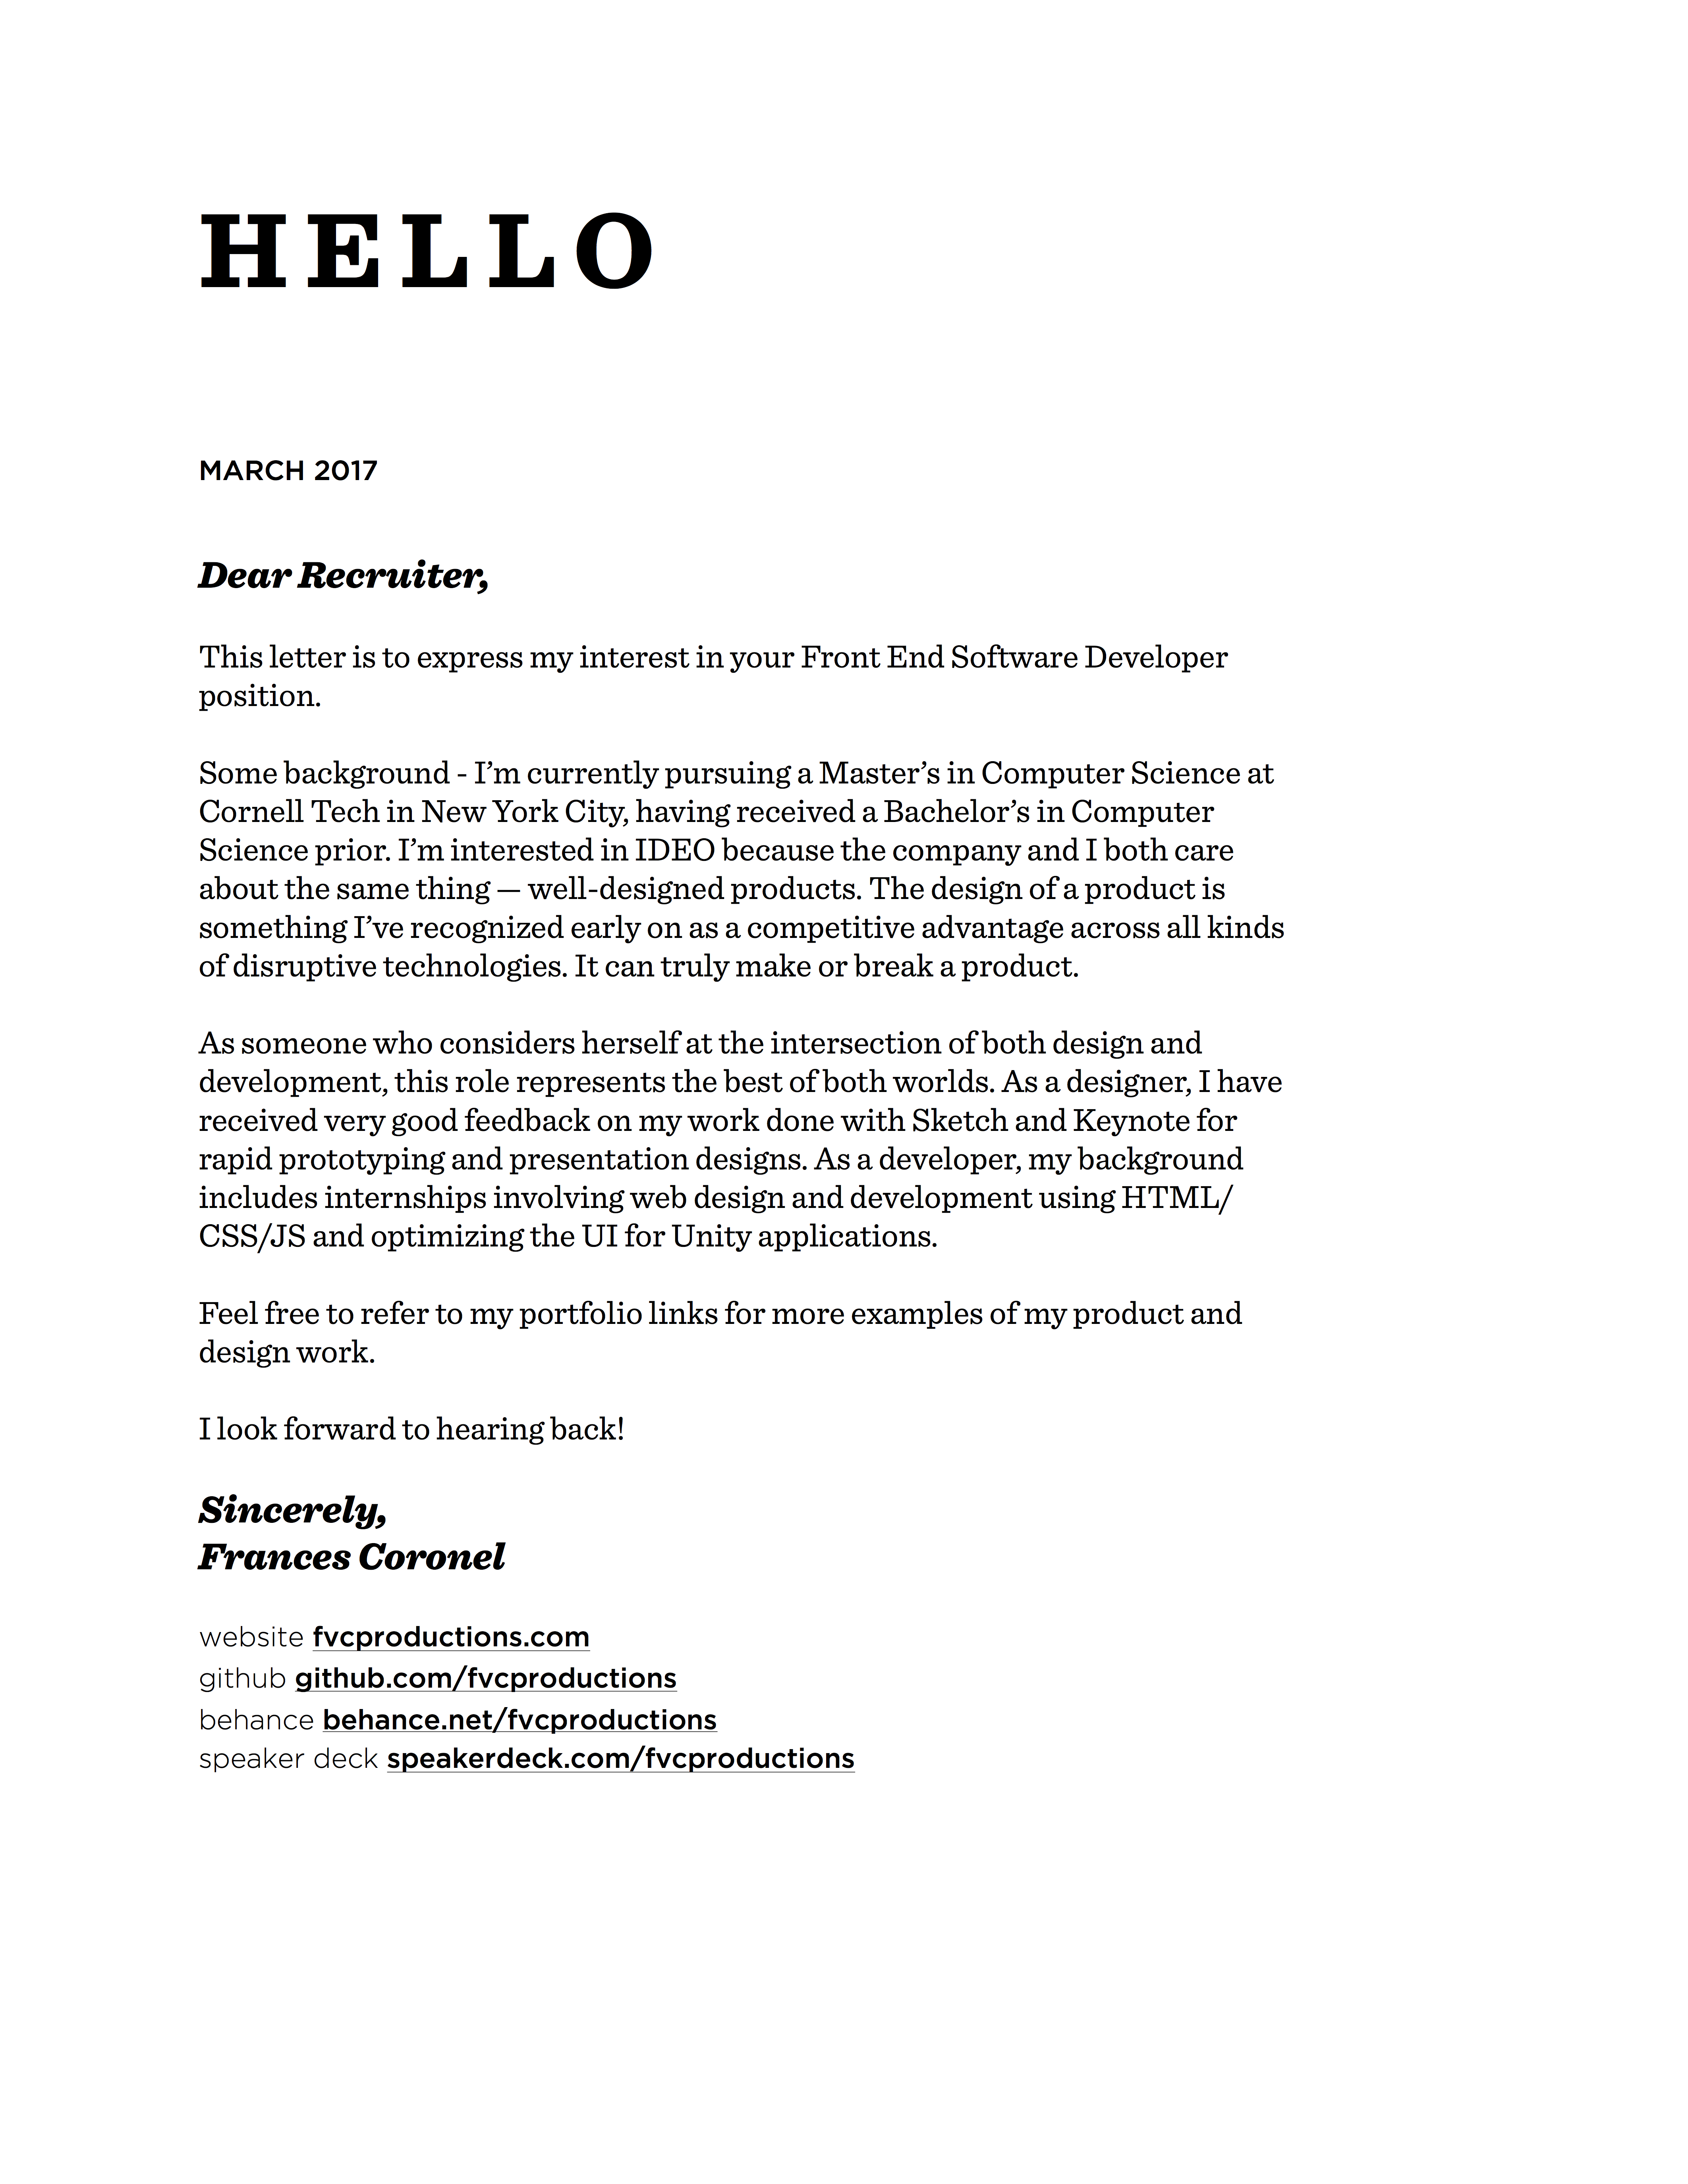 HELLO
MARCH 2017
Dear Recruiter,
This letter is to express my interest in your Front End Software Developer
position.
Some background - I’m currently pursuing a Master’s in Computer Science at
Cornell Tech in New York City, having received a Bachelor’s in Computer
Science prior. I’m interested in IDEO because the company and I both care
about the same thing — well-designed products. The design of a product is
something I’ve recognized early on as a competitive advantage across all kinds
of disruptive technologies. It can truly make or break a product.
As someone who considers herself at the intersection of both design and
development, this role represents the best of both worlds. As a designer, I have
received very good feedback on my work done with Sketch and Keynote for
rapid prototyping and presentation designs. As a developer, my background
includes internships involving web design and development using HTML/
CSS/JS and optimizing the UI for Unity applications.
Feel free to refer to my portfolio links for more examples of my product and
design work.
I look forward to hearing back!
Sincerely,
Frances Coronel
website fvcproductions.com
github github.com/fvcproductions
behance behance.net/fvcproductions
speaker deck speakerdeck.com/fvcproductions